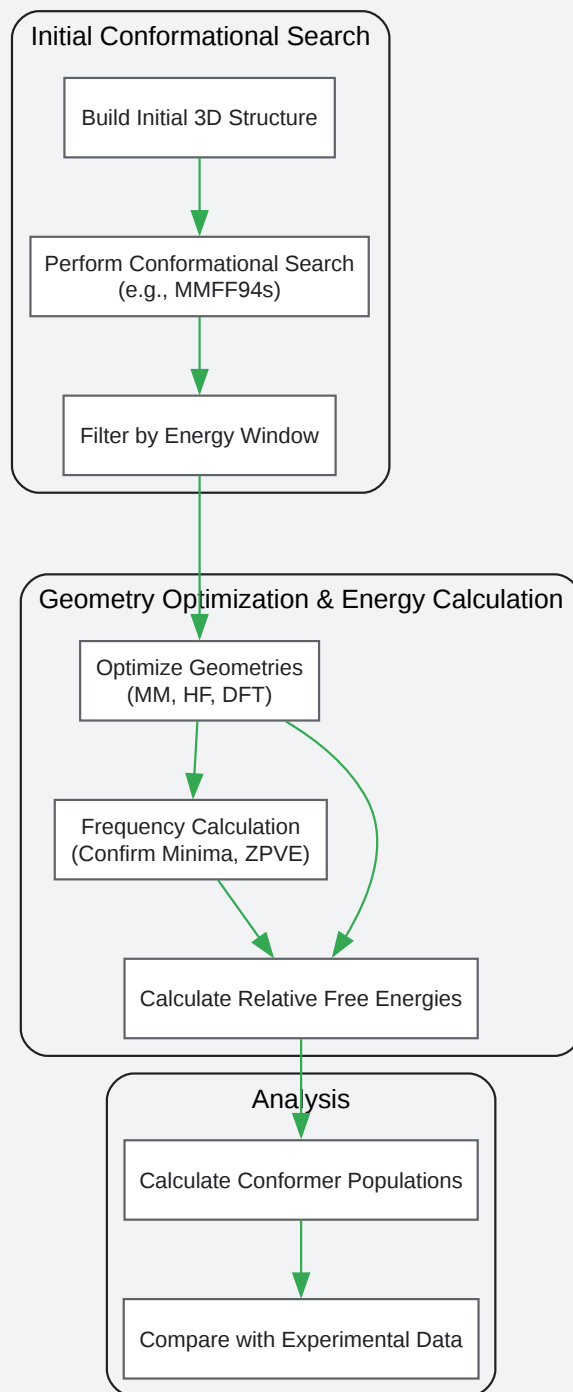 Initial Conformational Search
Build Initial 3D Structure
Perform Conformational Search
(e.g., MMFF94s)
Filter by Energy Window
Geometry Optimization & Energy Calculation
Optimize Geometries
(MM, HF, DFT)
Frequency Calculation
(Confirm Minima, ZPVE)
Calculate Relative Free Energies
Analysis
Calculate Conformer Populations
Compare with Experimental Data